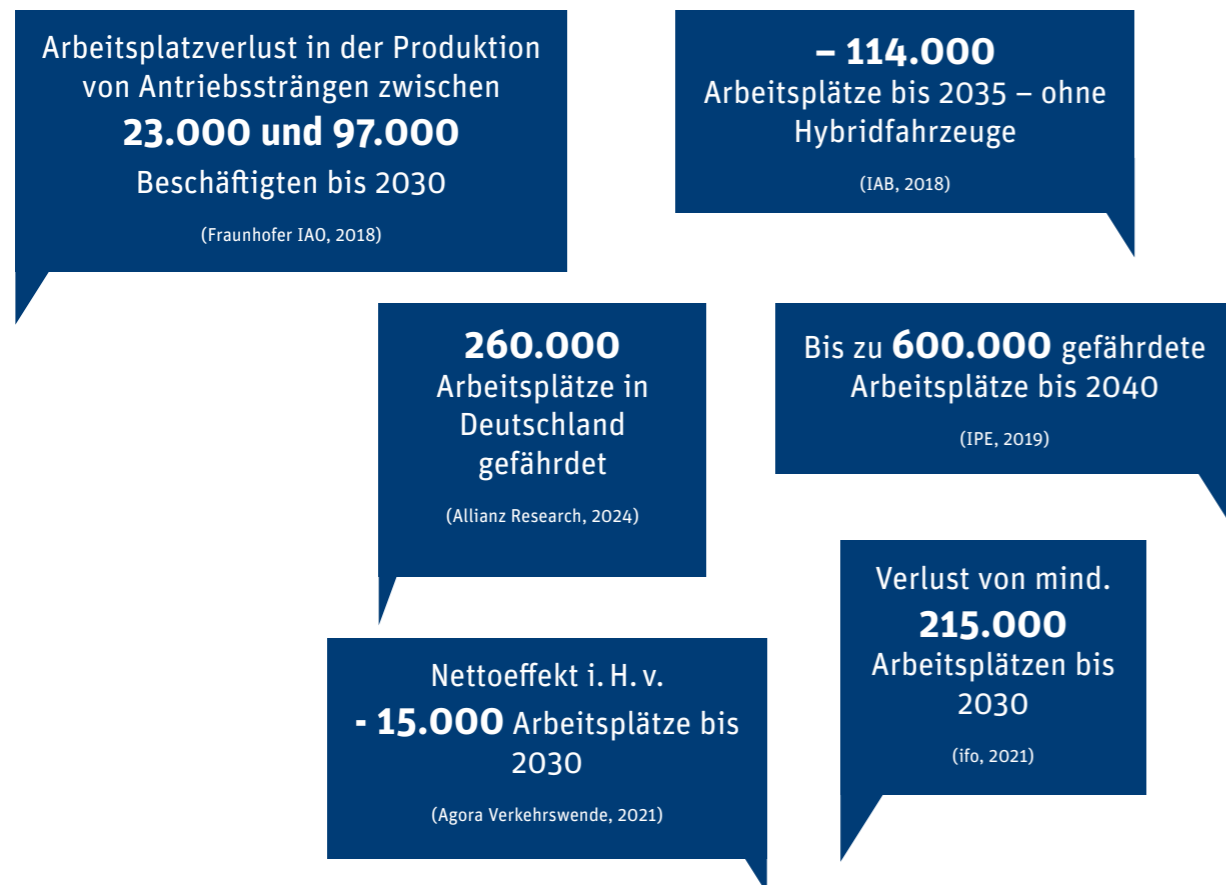 Arbeitsplatzverlust in der Produktion
von Antriebssträngen zwischen
23.000 und 97.000
Beschäftigten bis 2030
(Fraunhofer IAO, 2018)
– 114.000
Arbeitsplätze bis 2035 – ohne
Hybridfahrzeuge
(IAB, 2018)
260.000
Arbeitsplätze in
Deutschland
gefährdet
(Allianz Research, 2024)
Bis zu 600.000 gefährdete
Arbeitsplätze bis 2040
(IPE, 2019)
Nettoeffekt i. H. v.
- 15.000 Arbeitsplätze bis
2030
(Agora Verkehrswende, 2021)
Verlust von mind.
215.000
Arbeitsplätzen bis
2030
(ifo, 2021)